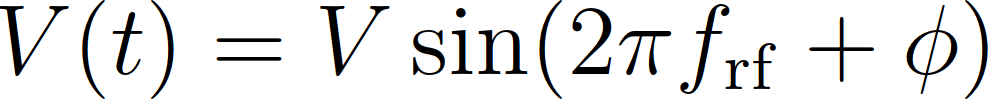 V(t) = V sin(2πf_rf + ϕ)